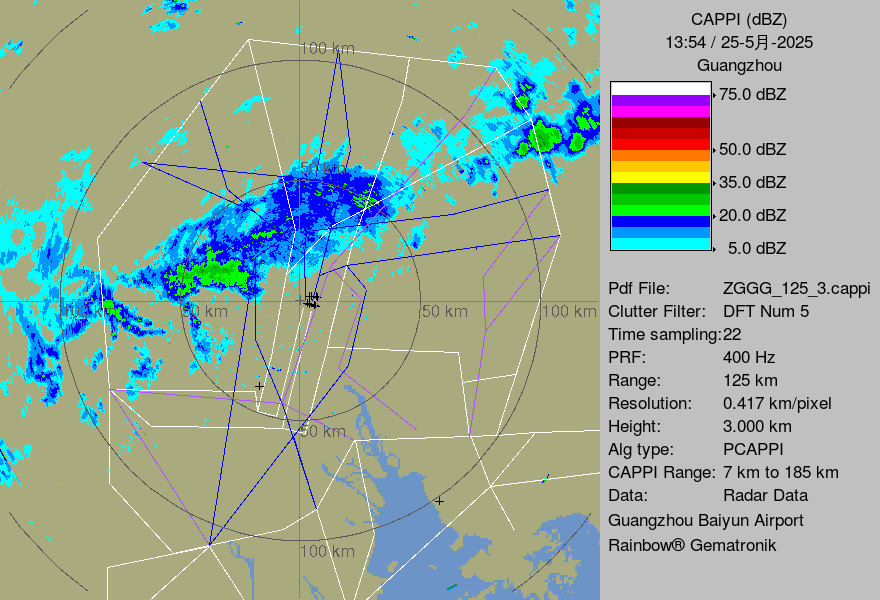 CAPPI (dBZ)
13:54 / 25-5月-2025
Guangzhou
75.0 dBZ
50.0 dBZ
35.0 dBZ
20.0 dBZ
5.0 dBZ
Pdf File: ZGGG_125_3.cappi
Clutter Filter: DFT Num 5
Time sampling:22
PRF: 400 Hz
Range: 125 km
Resolution: 0.417 km/pixel
Height: 3.000 km
Alg type: PCAPPI
CAPPI Range: 7 km to 185 km
Data: Radar Data
Guangzhou Baiyun Airport
Rainbow® Gematronik
100 km
50 km
100 km
50 km
50 km
100 km
50 km
100 km